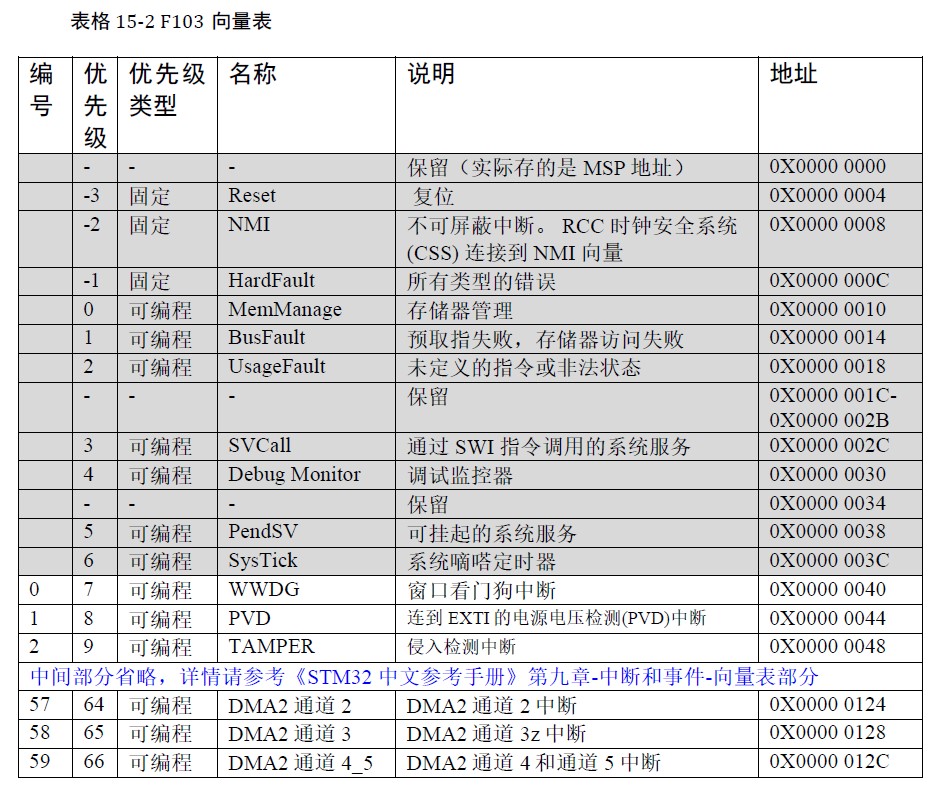 表格 15-2 F103 向量表
编号 优先级 优先级类型 名称 说明 地址
- - - 保留（实际存的是 MSP 地址） 0X0000 0000
-3 固定 Reset 复位 0X0000 0004
-2 固定 NMI 不可屏蔽中断。 RCC 时钟安全系统 0X0000 0008
(CSS) 连接到 NMI 向量
-1 固定 HardFault 所有类型的错误 0X0000 000C
0 可编程 MemManage 存储器管理 0X0000 0010
1 可编程 BusFault 预取指失败，存储器访问失败 0X0000 0014
2 可编程 UsageFault 未定义的指令或非法状态 0X0000 0018
- - - 保留 0X0000 001C-
0X0000 002B
3 可编程 SVCall 通过 SWI 指令调用的系统服务 0X0000 002C
4 可编程 Debug Monitor 调试监控器 0X0000 0030
- - - 保留 0X0000 0034
5 可编程 PendSV 可挂起的系统服务 0X0000 0038
6 可编程 SysTick 系统嘀嗒定时器 0X0000 003C
0 7 可编程 WWDG 窗口看门狗中断 0X0000 0040
1 8 可编程 PVD 连到 EXTI 的电源电压检测(PVD)中断 0X0000 0044
2 9 可编程 TAMPER 侵入检测中断 0X0000 0048
中间部分省略，详情请参考《STM32 中文参考手册》第九章-中断和事件-向量表部分
57 64 可编程 DMA2 通道 2 DMA2 通道 2 中断 0X0000 0124
58 65 可编程 DMA2 通道 3 DMA2 通道 3z 中断 0X0000 0128
59 66 可编程 DMA2 通道 4_5 DMA2 通道 4 和通道 5 中断 0X0000 012C